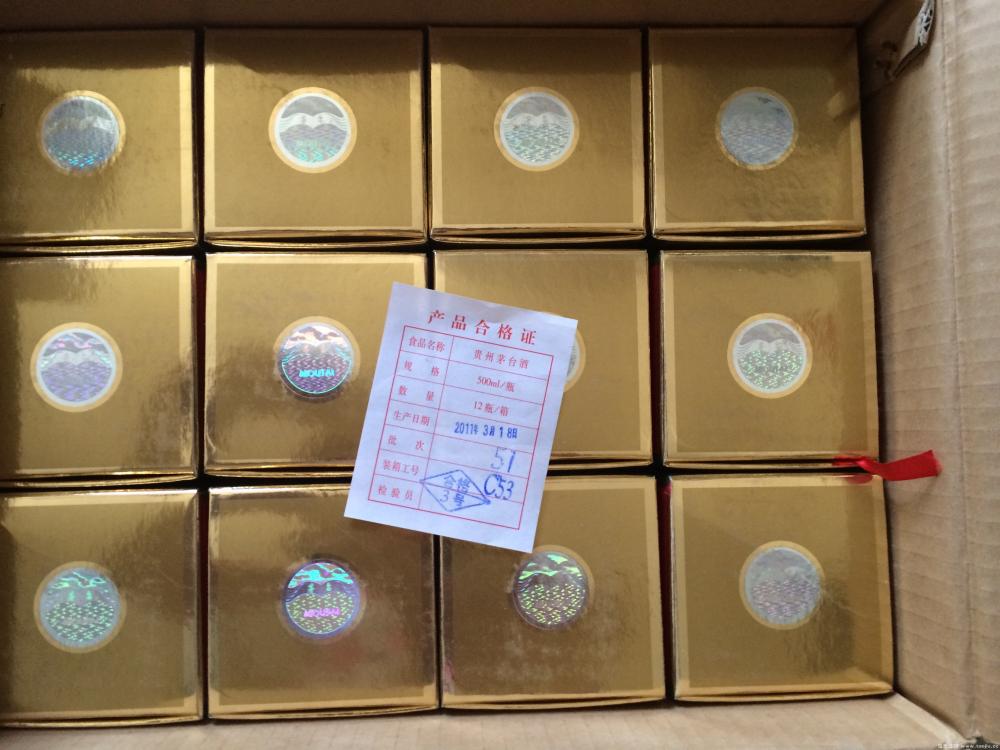 产品合格证
食品名称 贵州茅台酒
规格 500ml/瓶
数量 12瓶/箱
生产日期 2011年3月18日
批次 51
装箱工号 C53
检验员 合格
3号
MOUTAI
MOUTAI